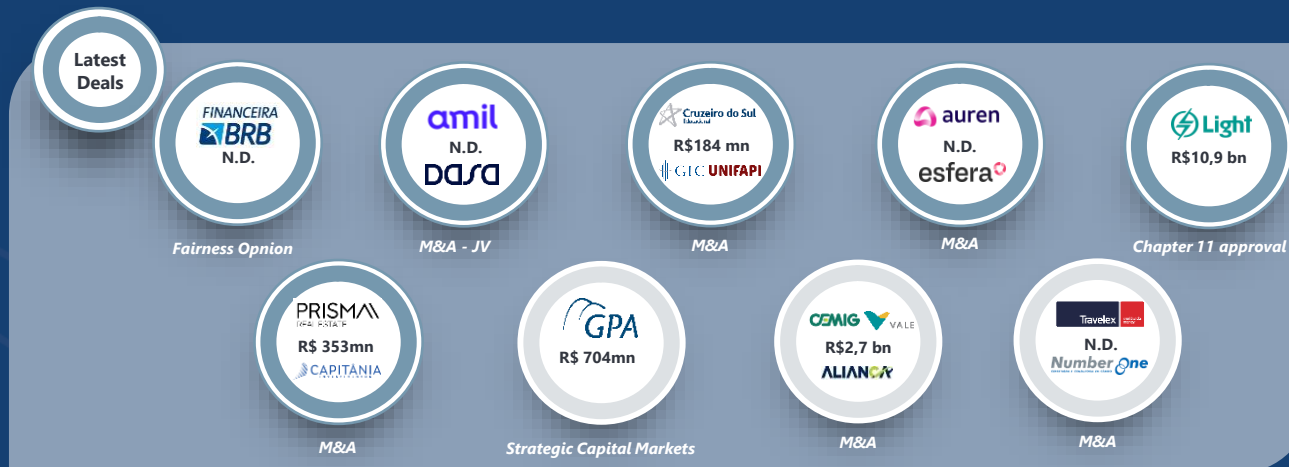 Latest
Deals
FINANCEIRA
BRB
N.D.
Fairness Opnion
amil
N.D.
Dasa
M&A - JV
Cruzeiro do Sul
Educacional
R$184 mn
UNIFAPI
M&A
auren
N.D.
esfera
M&A
Light
R$10,9 bn
Chapter 11 approval
PRISMA
REAL ESTATE
R$ 353mn
CAPITÂNIA
M&A
GPA
R$ 704mn
Strategic Capital Markets
CEMIG VALE
R$2,7 bn
ALIANÇA
M&A
Travelex
N.D.
Number One
M&A